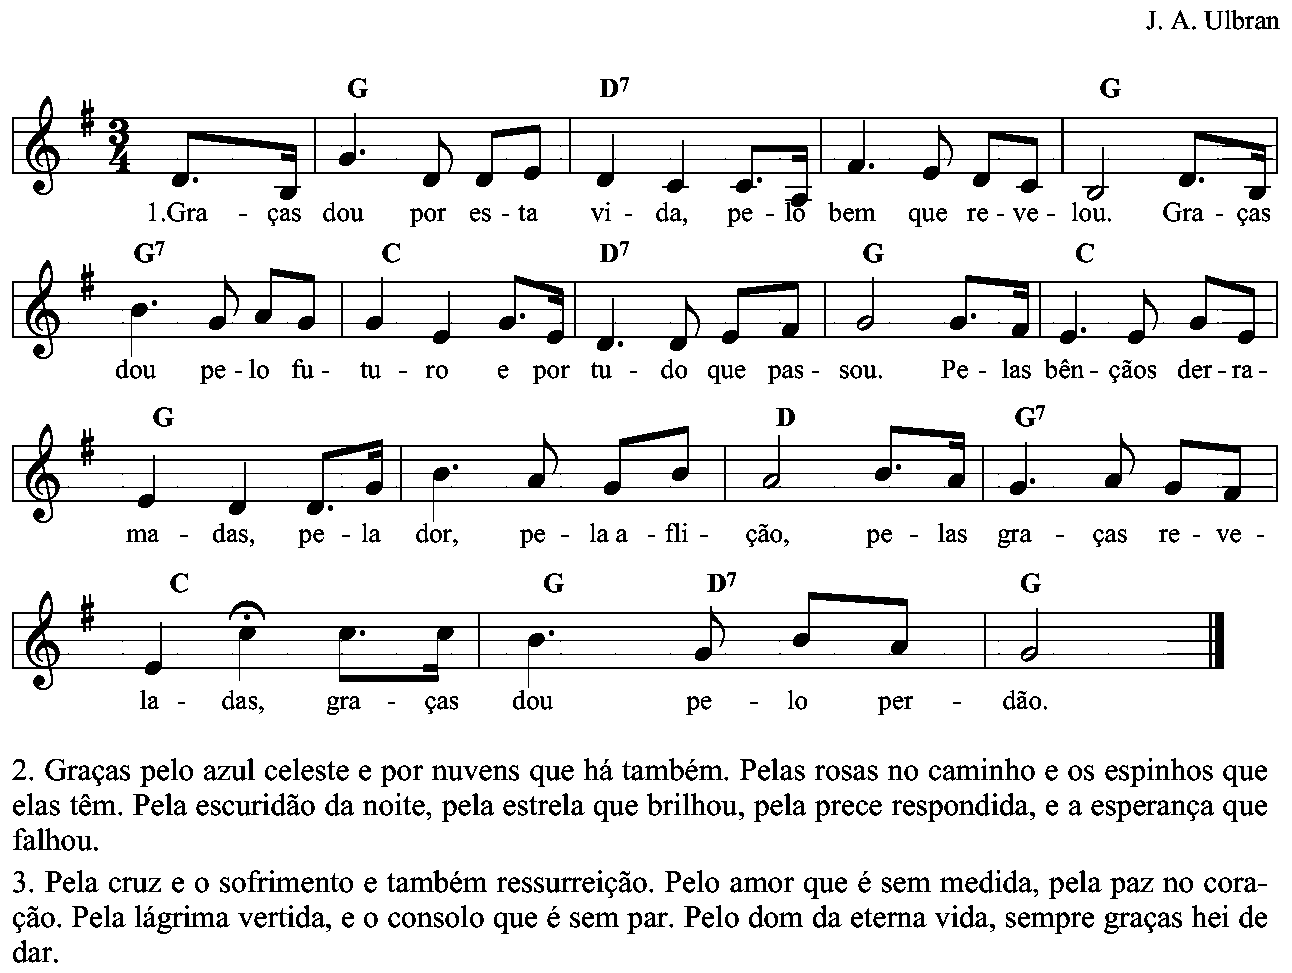 J. A. Ulbran
G D7 G
3
4
1.Gra - ças dou por es - ta vi - da, pe - lo bem que re - ve - lou. Gra - ças
G7 C D7 G C
dou pe - lo fu - tu - ro e por tu - do que pas - sou. Pe - las bên - çãos der - ra -
G D G7
ma - das, pe - la dor, pe - la a - fli - ção, pe - las gra - ças re - ve -
C G D7 G
la - das, gra - ças dou pe - lo per - dão.
2. Graças pelo azul celeste e por nuvens que há também. Pelas rosas no caminho e os espinhos que
elas têm. Pela escuridão da noite, pela estrela que brilhou, pela prece respondida, e a esperança que
falhou.
3. Pela cruz e o sofrimento e também ressurreição. Pelo amor que é sem medida, pela paz no cora-
ção. Pela lágrima vertida, e o consolo que é sem par. Pelo dom da eterna vida, sempre graças hei de
dar.